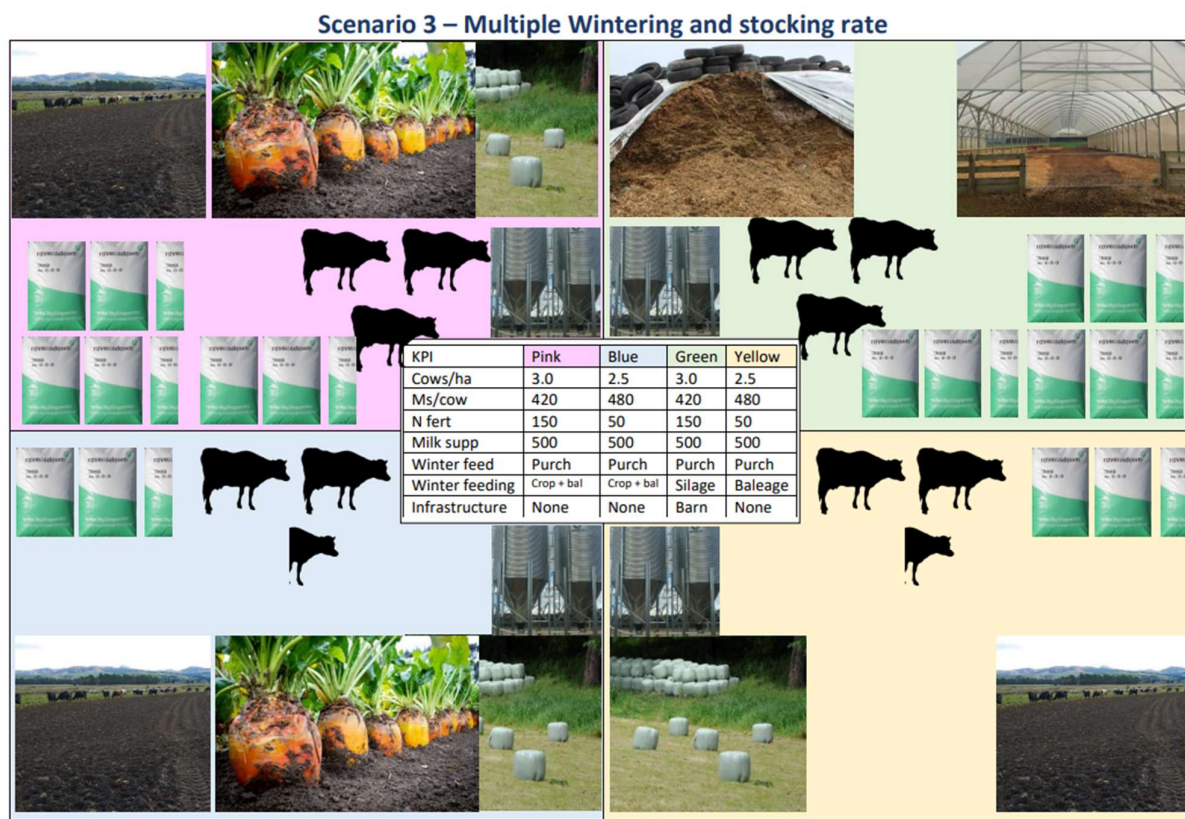 Scenario 3 – Multiple Wintering and stocking rate
KPI Pink Blue Green Yellow
Cows/ha 3.0 2.5 3.0 2.5
Ms/cow 420 480 420 480
N fert 150 50 150 50
Milk supp 500 500 500 500
Winter feed Purch Purch Purch Purch
Winter feeding Crop + bal Crop + bal Silage Baleage
Infrastructure None None Barn None